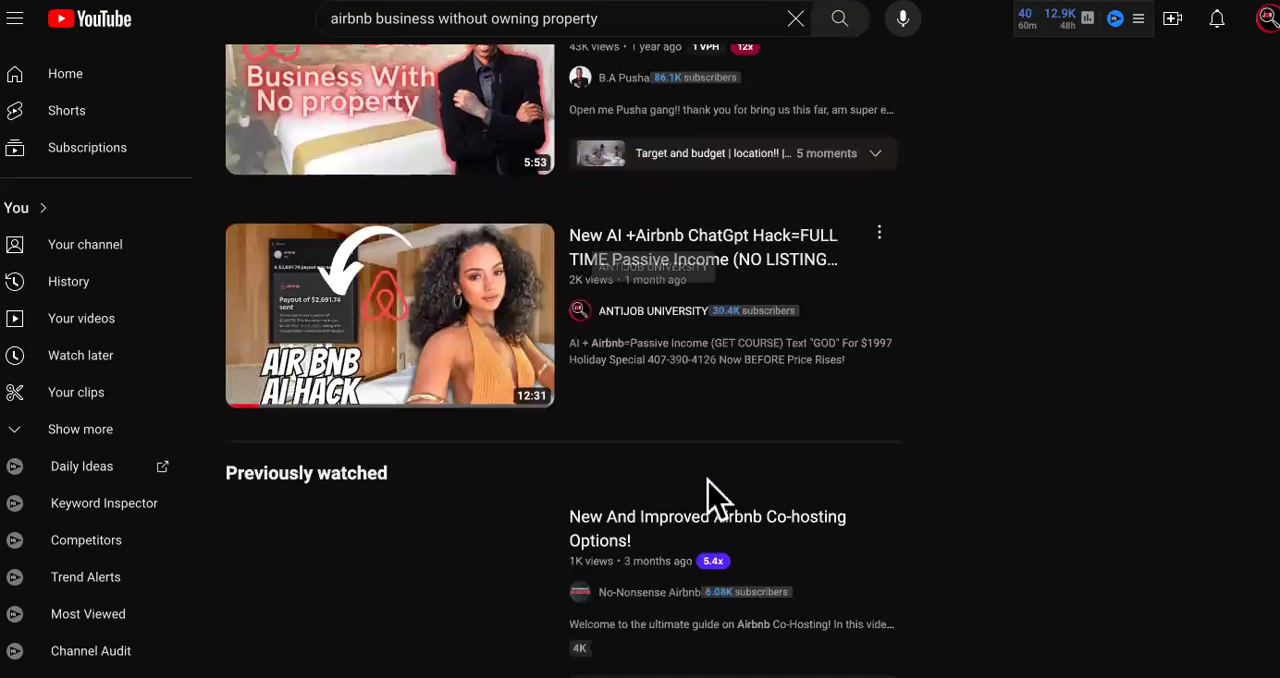 YouTube
airbnb business without owning property
40
60m
12.9K
48h
Home
Shorts
Subscriptions
You
Your channel
History
Your videos
Watch later
Your clips
Show more
Daily Ideas
Keyword Inspector
Competitors
Trend Alerts
Most Viewed
Channel Audit
Business With
No property
5:53
43K views • 1 year ago 1 VPH 12x
B.A Pusha 86.1K subscribers
Open me Pusha gang!! thank you for bring us this far, am super e...
Target and budget | location!! |... 5 moments
Payout of $2,691.74
sent
AIR BNB
AI HACK
12:31
New AI +Airbnb ChatGpt Hack=FULL
TIME Passive Income (NO LISTING...
ANTIJOB UNIVERSITY
2K views • 1 month ago
ANTIJOB UNIVERSITY 30.4K subscribers
AI + Airbnb=Passive Income (GET COURSE) Text "GOD" For $1997
Holiday Special 407-390-4126 Now BEFORE Price Rises!
Previously watched
New And Improved Airbnb Co-hosting
Options!
1K views • 3 months ago 5.4x
No-Nonsense Airbnb 6.08K subscribers
Welcome to the ultimate guide on Airbnb Co-Hosting! In this vide...
4K